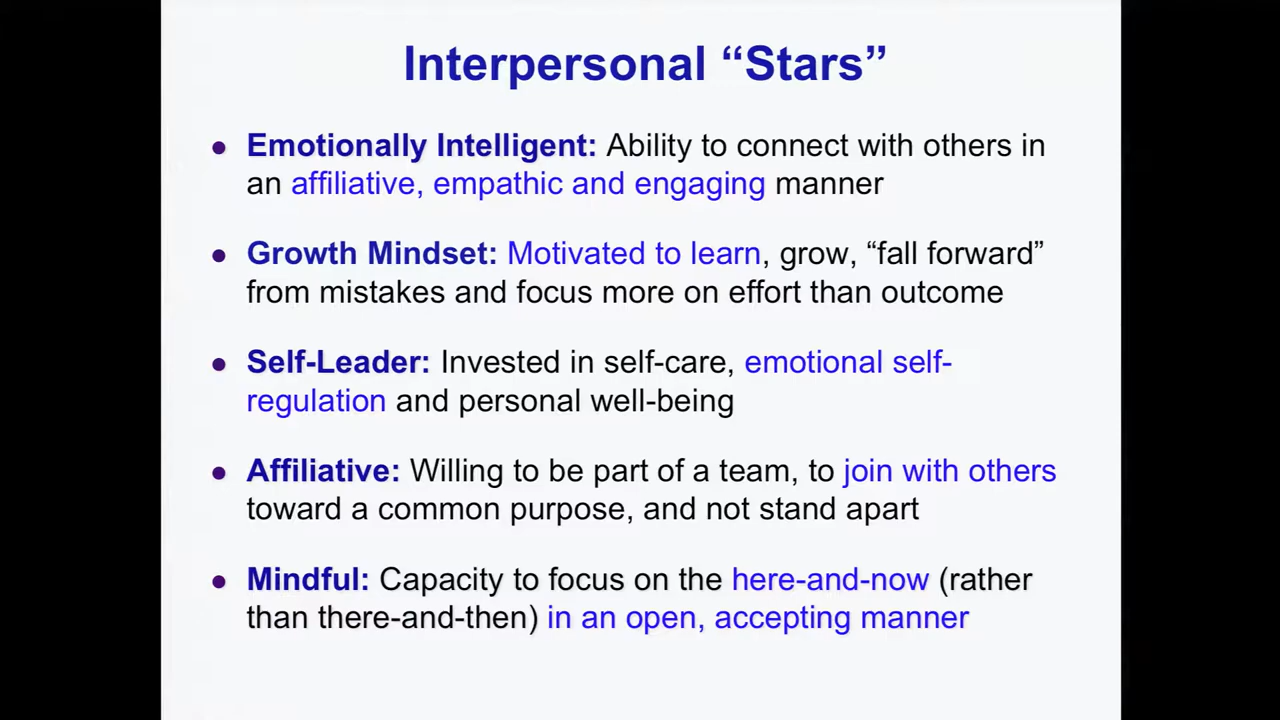 Interpersonal “Stars”
● Emotionally Intelligent: Ability to connect with others in
an affiliative, empathic and engaging manner
● Growth Mindset: Motivated to learn, grow, “fall forward”
from mistakes and focus more on effort than outcome
● Self-Leader: Invested in self-care, emotional self-
regulation and personal well-being
● Affiliative: Willing to be part of a team, to join with others
toward a common purpose, and not stand apart
● Mindful: Capacity to focus on the here-and-now (rather
than there-and-then) in an open, accepting manner